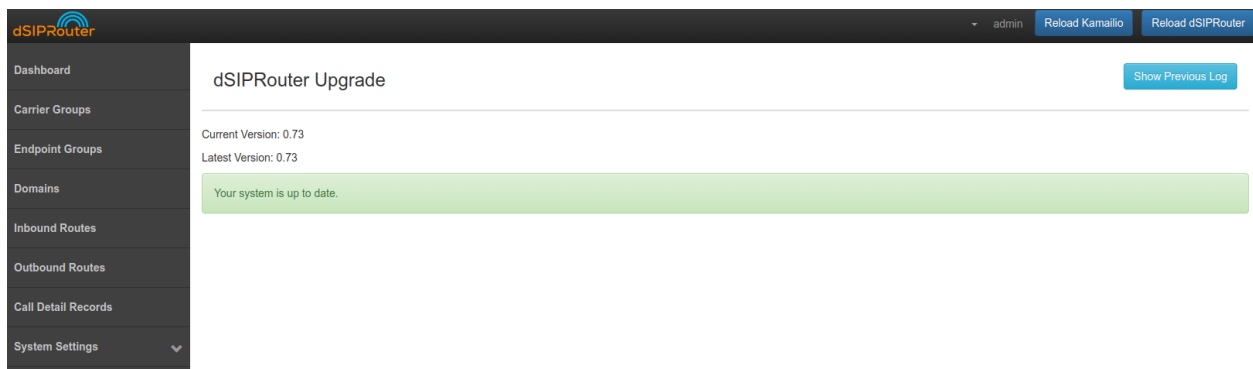 dSIPRouter
admin
Reload Kamailio
Reload dSIPRouter
Dashboard
Carrier Groups
Endpoint Groups
Domains
Inbound Routes
Outbound Routes
Call Detail Records
System Settings
dSIPRouter Upgrade
Show Previous Log
Current Version: 0.73
Latest Version: 0.73
Your system is up to date.